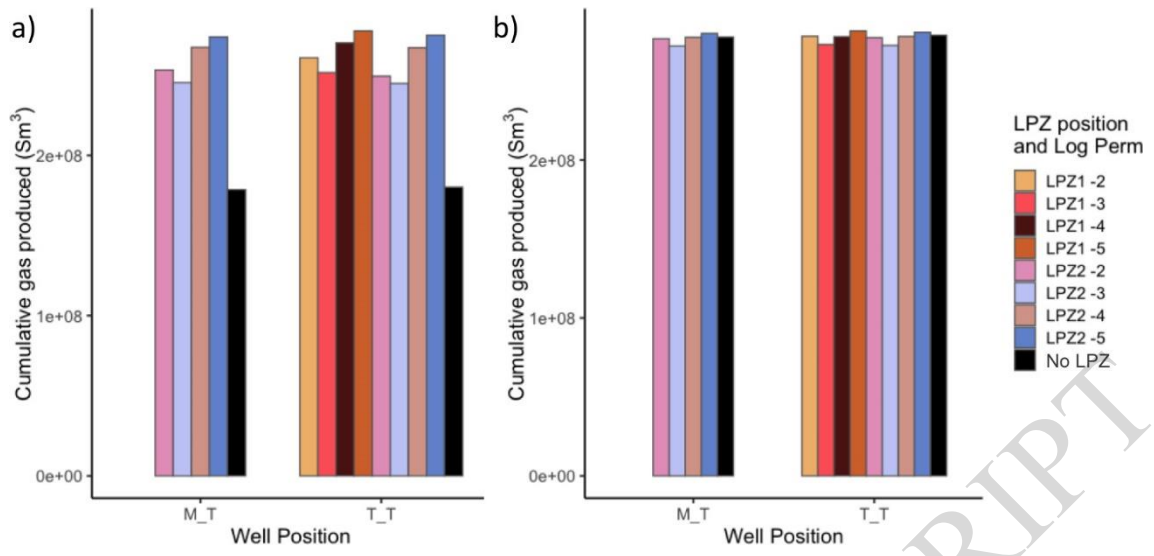 a)
Cumulative gas produced (Sm³)
2e+08
1e+08
0e+00
M_T
T_T
Well Position
b)
Cumulative gas produced (Sm³)
2e+08
1e+08
0e+00
M_T
T_T
Well Position
LPZ position
and Log Perm
LPZ1 -2
LPZ1 -3
LPZ1 -4
LPZ1 -5
LPZ2 -2
LPZ2 -3
LPZ2 -4
LPZ2 -5
No LPZ
RIPT